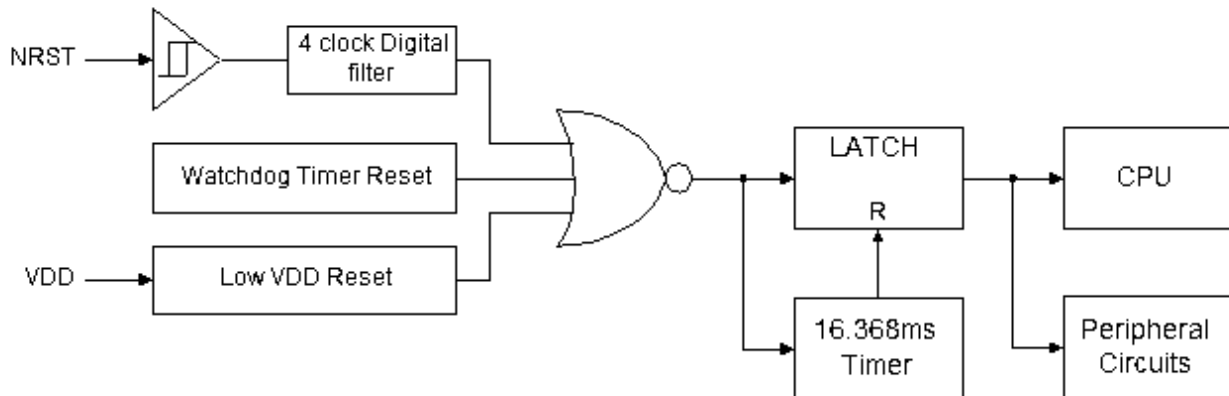 NRST
4 clock Digital
filter
Watchdog Timer Reset
VDD
Low VDD Reset
LATCH
R
16.368ms
Timer
CPU
Peripheral
Circuits